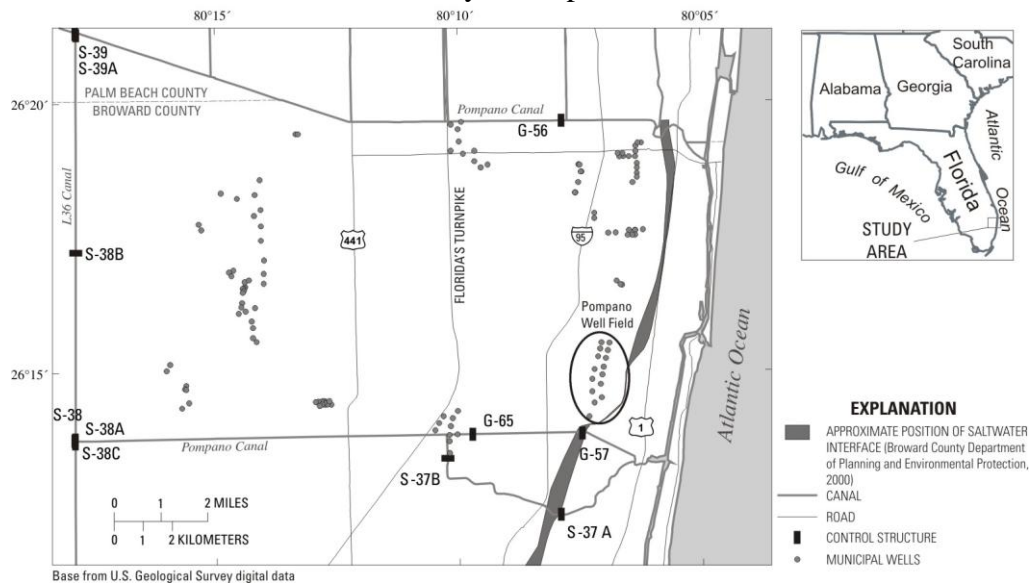 80°15'
80°10'
80°05'
S-39
S-39A
PALM BEACH COUNTY
BROWARD COUNTY
26°20'
Pompano Canal
G-56
L36 Canal
441
FLORIDA'S TURNPIKE
95
S-38B
Pompano
Well Field
Atlantic Ocean
26°15'
S-38
S-38A
S-38C
Pompano Canal
G-65
G-57
1
S-37B
S-37 A
0 1 2 MILES
0 1 2 KILOMETERS
Base from U.S. Geological Survey digital data
South
Carolina
Alabama
Georgia
Atlantic
Ocean
Florida
Gulf of Mexico
STUDY
AREA
EXPLANATION
APPROXIMATE POSITION OF SALTWATER
INTERFACE (Broward County Department
of Planning and Environmental Protection,
2000)
CANAL
ROAD
CONTROL STRUCTURE
MUNICIPAL WELLS